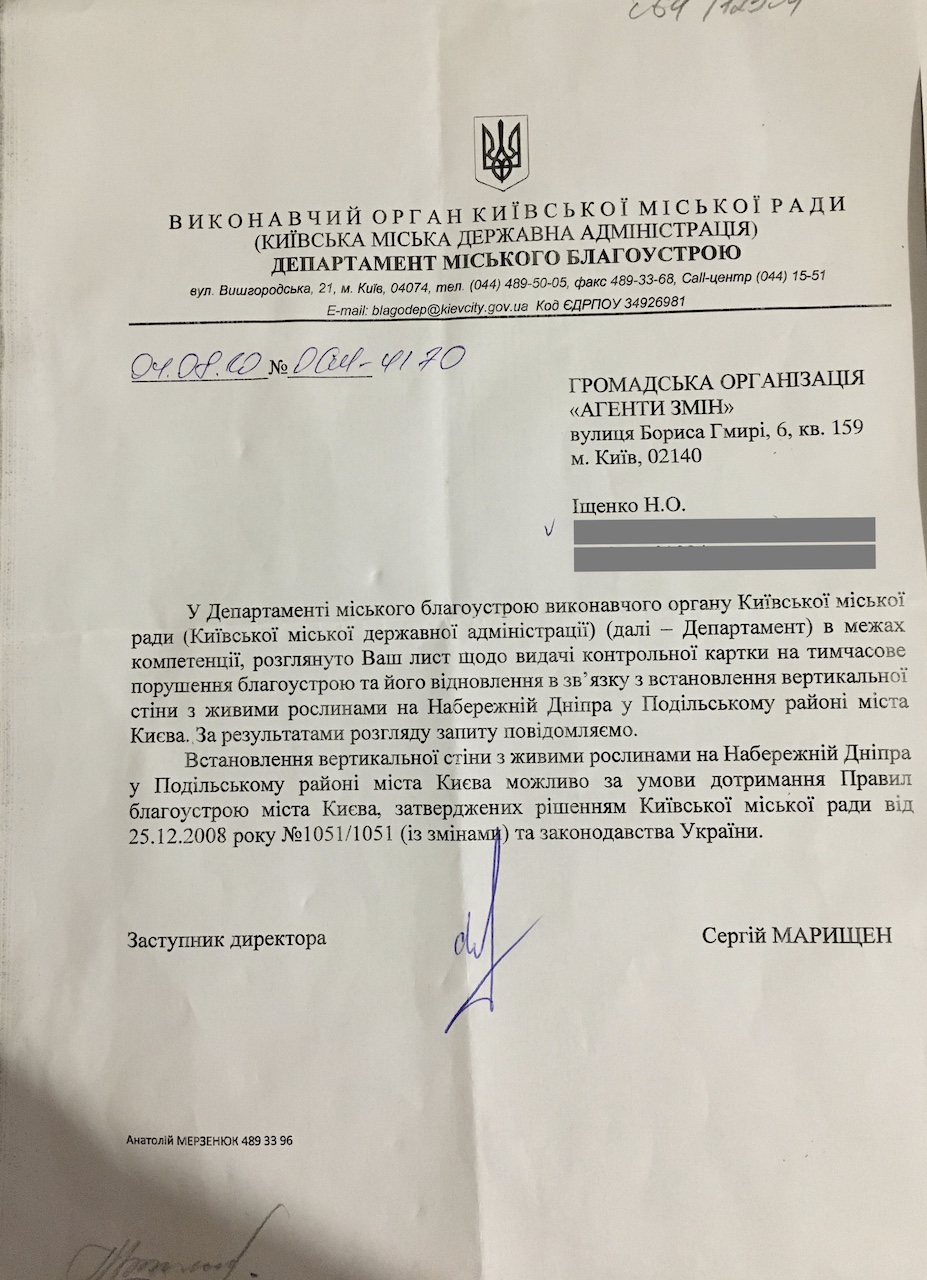 ВИКОНАВЧИЙ ОРГАН КИЇВСЬКОЇ МІСЬКОЇ РАДИ
(КИЇВСЬКА МІСЬКА ДЕРЖАВНА АДМІНІСТРАЦІЯ)
ДЕПАРТАМЕНТ МІСЬКОГО БЛАГОУСТРОЮ
вул. Вишгородська, 21, м. Київ, 04074, тел. (044) 489-50-05, факс 489-33-68, Call-центр (044) 15-51
E-mail: blagodep@kievcity.gov.ua Код ЄДРПОУ 34926981
04.08.20 № 064-4170
ГРОМАДСЬКА ОРГАНІЗАЦІЯ
«АГЕНТИ ЗМІН»
вулиця Бориса Гмирі, 6, кв. 159
м. Київ, 02140
Іщенко Н.О.
У Департаменті міського благоустрою виконавчого органу Київської міської
ради (Київської міської державної адміністрації) (далі – Департамент) в межах
компетенції, розглянуто Ваш лист щодо видачі контрольної картки на тимчасове
порушення благоустрою та його відновлення в зв’язку з встановлення вертикальної
стіни з живими рослинами на Набережній Дніпра у Подільському районі міста
Києва. За результатами розгляду запиту повідомляємо.
Встановлення вертикальної стіни з живими рослинами на Набережній Дніпра
у Подільському районі міста Києва можливо за умови дотримання Правил
благоустрою міста Києва, затверджених рішенням Київської міської ради від
25.12.2008 року №1051/1051 (із змінами) та законодавства України.
Заступник директора
Сергій МАРИЩЕН
Анатолій МЕРЗЕНЮК 489 33 96